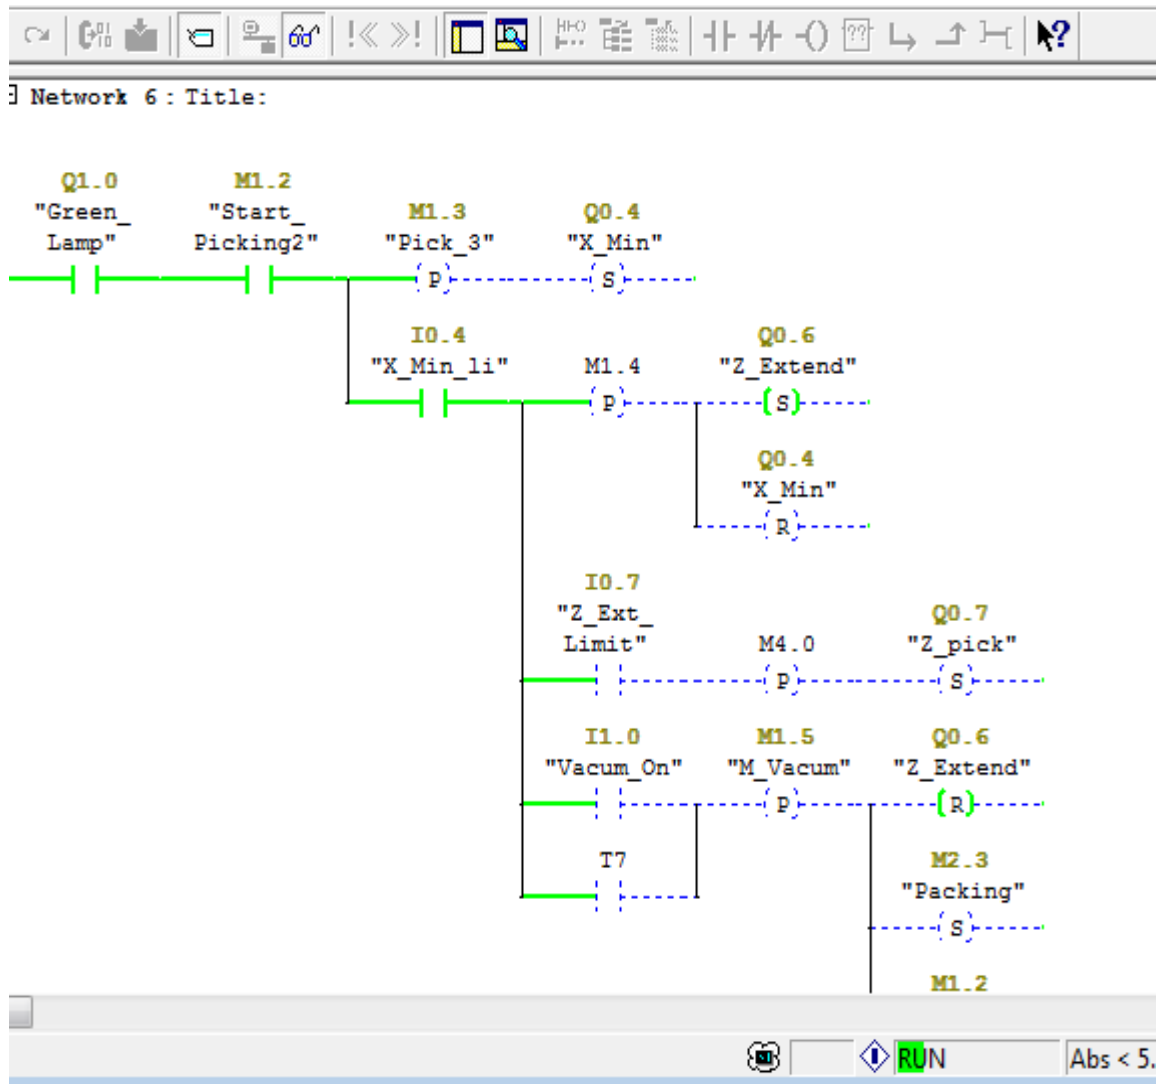 Network 6 : Title:
Q1.0 M1.2
"Green_ "Start_ M1.3 Q0.4
Lamp" Picking2" "Pick_3" "X_Min"
P S
I0.4 Q0.6
"X_Min_li" M1.4 "Z_Extend"
P S
Q0.4
"X_Min"
R
I0.7
"Z_Ext_ Q0.7
Limit" M4.0 "Z_pick"
P S
I1.0 M1.5 Q0.6
"Vacum_On" "M_Vacum" "Z_Extend"
P R
T7 M2.3
"Packing"
S
M1.2
RUN Abs < 5.